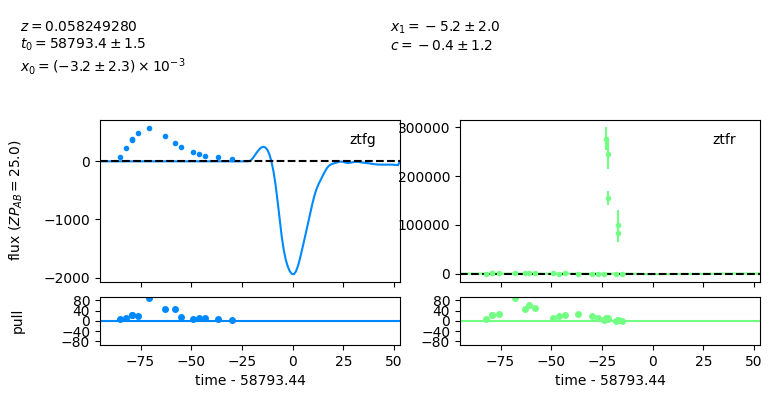 z = 0.058249280
t₀ = 58793.4 ± 1.5
x₀ = (−3.2 ± 2.3) × 10⁻³
x₁ = −5.2 ± 2.0
c = −0.4 ± 1.2
flux (ZP_AB = 25.0)
0
−1000
−2000
ztfg
300000
200000
100000
0
ztfr
pull
80
40
0
−40
−80
−75 −50 −25 0 25 50
time - 58793.44
80
40
0
−40
−80
−75 −50 −25 0 25 50
time - 58793.44